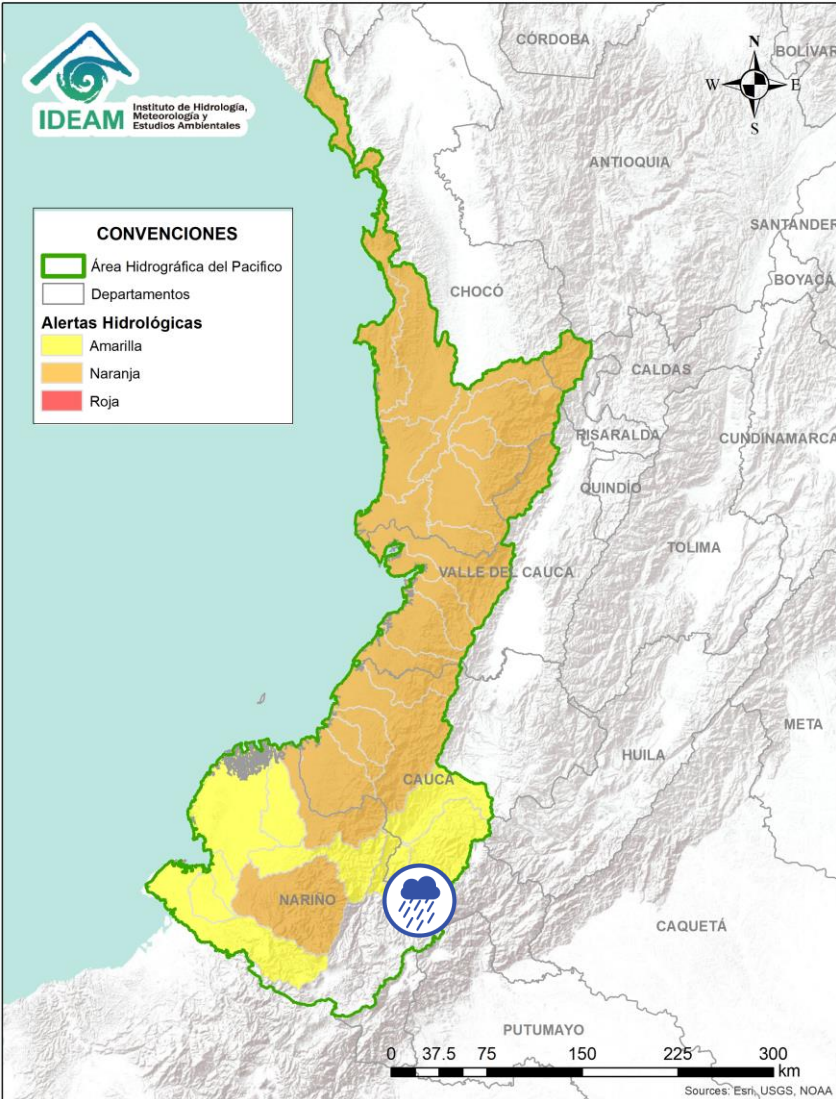 IDEAM
Instituto de Hidrología,
Meteorología y
Estudios Ambientales
N
W
E
S
CÓRDOBA
BOLÍVAR
ANTIOQUIA
SANTANDER
BOYACÁ
CHOCÓ
CALDAS
RISARALDA
CUNDINAMARCA
QUINDÍO
TOLIMA
VALLE DEL CAUCA
META
HUILA
CAUCA
NARIÑO
CAQUETÁ
PUTUMAYO
CONVENCIONES
Área Hidrográfica del Pacifico
Departamentos
Alertas Hidrológicas
Amarilla
Naranja
Roja
0 37.5 75 150 225 300
km
Sources: Esri, USGS, NOAA